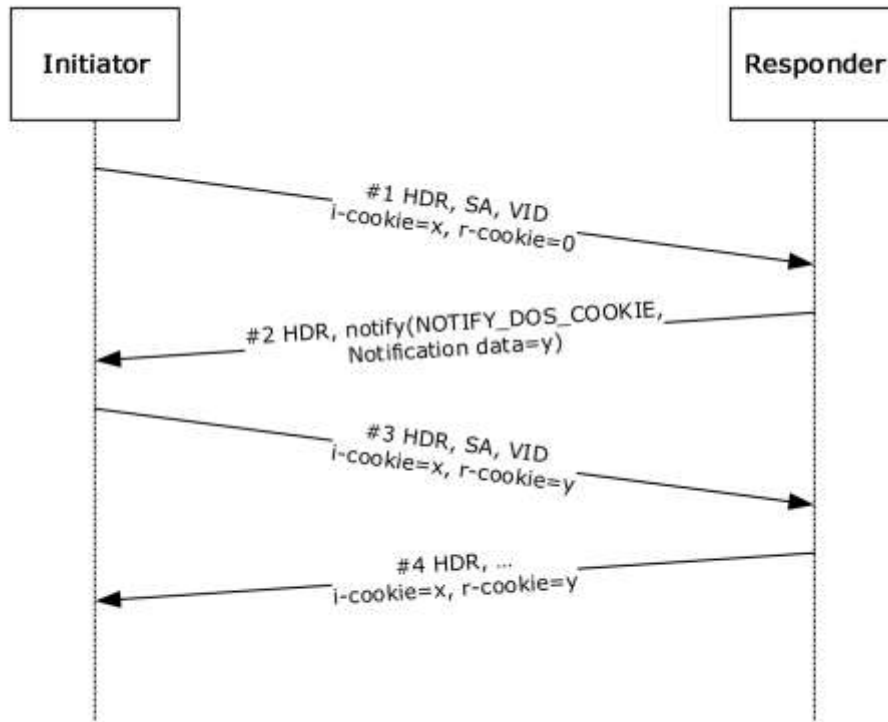 Initiator
Responder
#1 HDR, SA, VID
i-cookie=x, r-cookie=0
#2 HDR, notify(NOTIFY_DOS_COOKIE,
Notification data=y)
#3 HDR, SA, VID
i-cookie=x, r-cookie=y
#4 HDR, ...
i-cookie=x, r-cookie=y